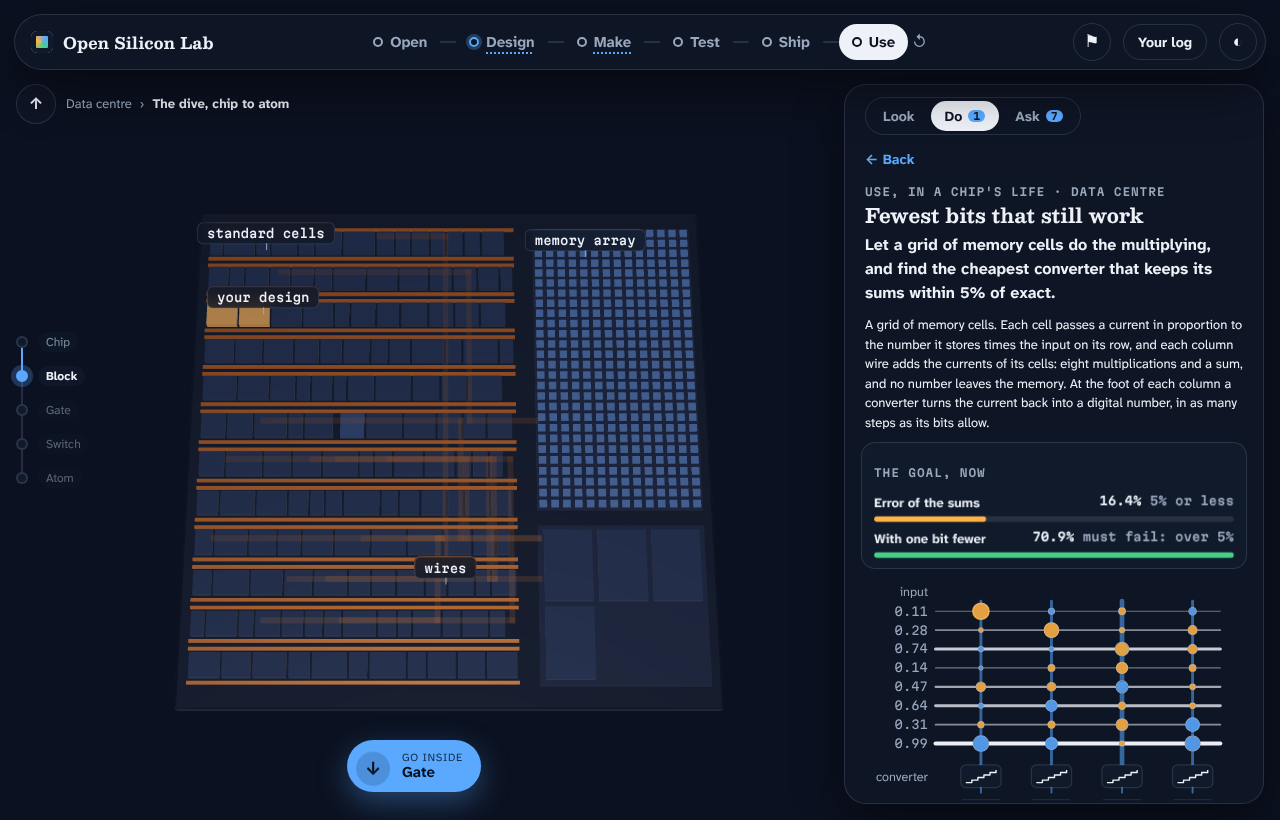 Open Silicon Lab
Open
Design
Make
Test
Ship
Use
Your log
Data centre › The dive, chip to atom
standard cells
memory array
your design
wires
Chip
Block
Gate
Switch
Atom
GO INSIDE
Gate
Look
Do 1
Ask 7
← Back
USE, IN A CHIP'S LIFE · DATA CENTRE
Fewest bits that still work
Let a grid of memory cells do the multiplying,
and find the cheapest converter that keeps its
sums within 5% of exact.
A grid of memory cells. Each cell passes a current in proportion to
the number it stores times the input on its row, and each column
wire adds the currents of its cells: eight multiplications and a sum,
and no number leaves the memory. At the foot of each column a
converter turns the current back into a digital number, in as many
steps as its bits allow.
THE GOAL, NOW
Error of the sums 16.4% 5% or less
With one bit fewer 70.9% must fail: over 5%
input
0.11
0.28
0.74
0.14
0.47
0.64
0.31
0.99
converter